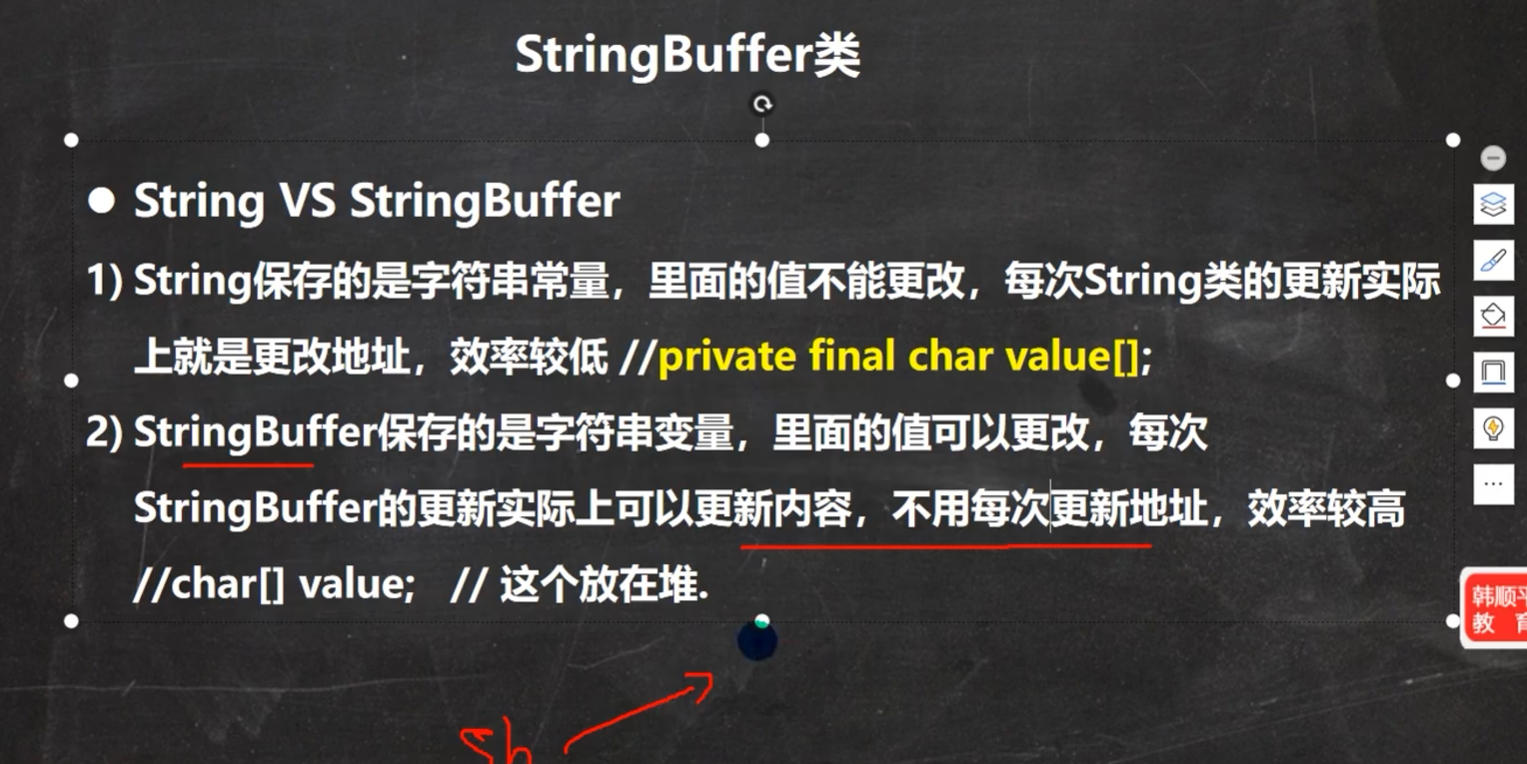 StringBuffer类
● String VS StringBuffer
1) String保存的是字符串常量，里面的值不能更改，每次String类的更新实际
上就是更改地址，效率较低 //private final char value[];
2) StringBuffer保存的是字符串变量，里面的值可以更改，每次
StringBuffer的更新实际上可以更新内容，不用每次更新地址，效率较高
//char[] value;   // 这个放在堆.
韩顺平
教 育